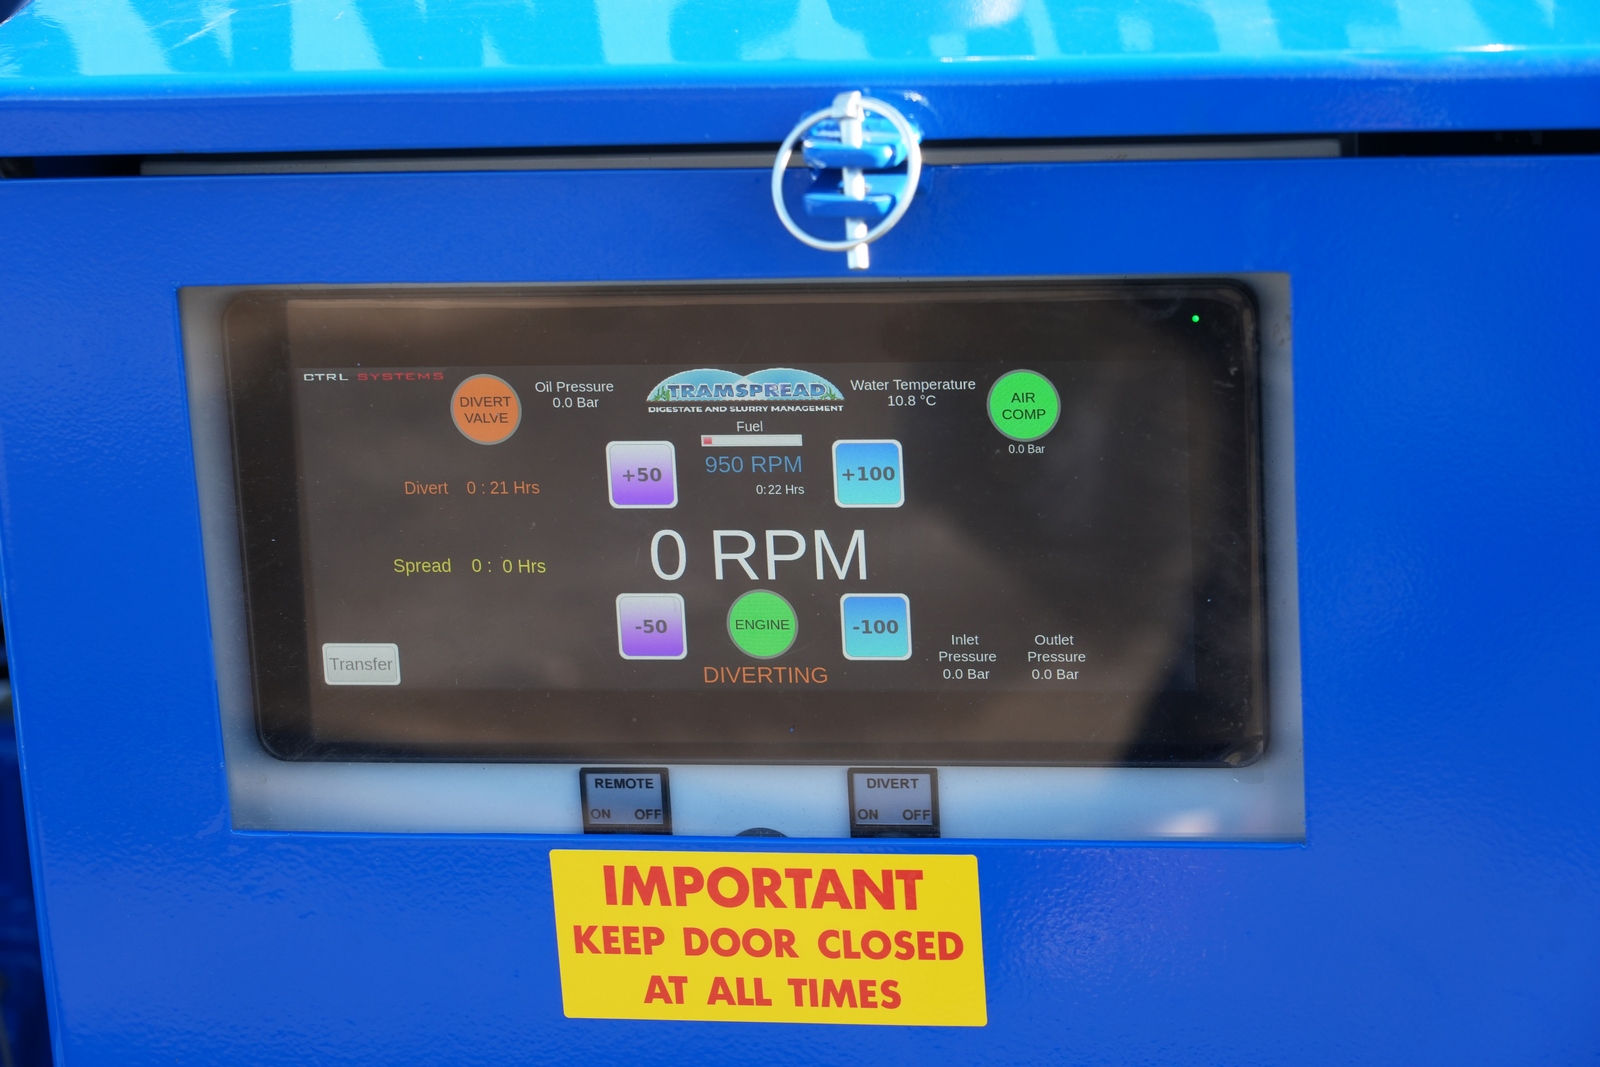 CTRL SYSTEMS
DIVERT
VALVE
Oil Pressure
0.0 Bar
TRAMSPREAD
DIGESTATE AND SLURRY MANAGEMENT
Water Temperature
10.8 °C
AIR
COMP
0.0 Bar
Fuel
+50
950 RPM
+100
0:22 Hrs
Divert 0 : 21 Hrs
0 RPM
Spread 0 : 0 Hrs
-50
ENGINE
-100
DIVERTING
Transfer
Inlet
Pressure
0.0 Bar
Outlet
Pressure
0.0 Bar
REMOTE
ON OFF
DIVERT
ON OFF
IMPORTANT
KEEP DOOR CLOSED
AT ALL TIMES